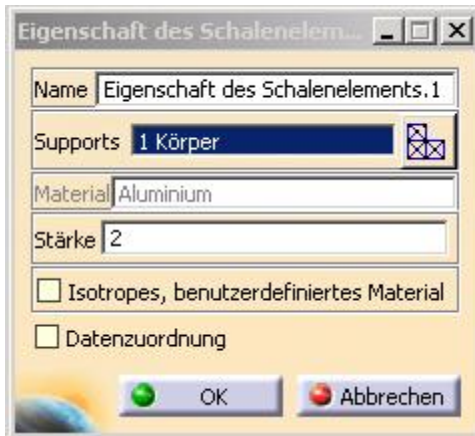 Eigenschaft des Schalenelem...
Name Eigenschaft des Schalenelements.1
Supports 1 Körper
Material Aluminium
Stärke 2
Isotropes, benutzerdefiniertes Material
Datenzuordnung
OK Abbrechen